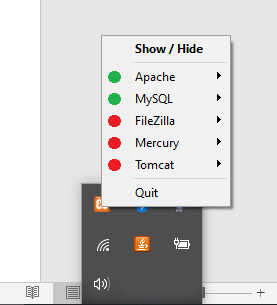 Show / Hide
Apache
MySQL
FileZilla
Mercury
Tomcat
Quit